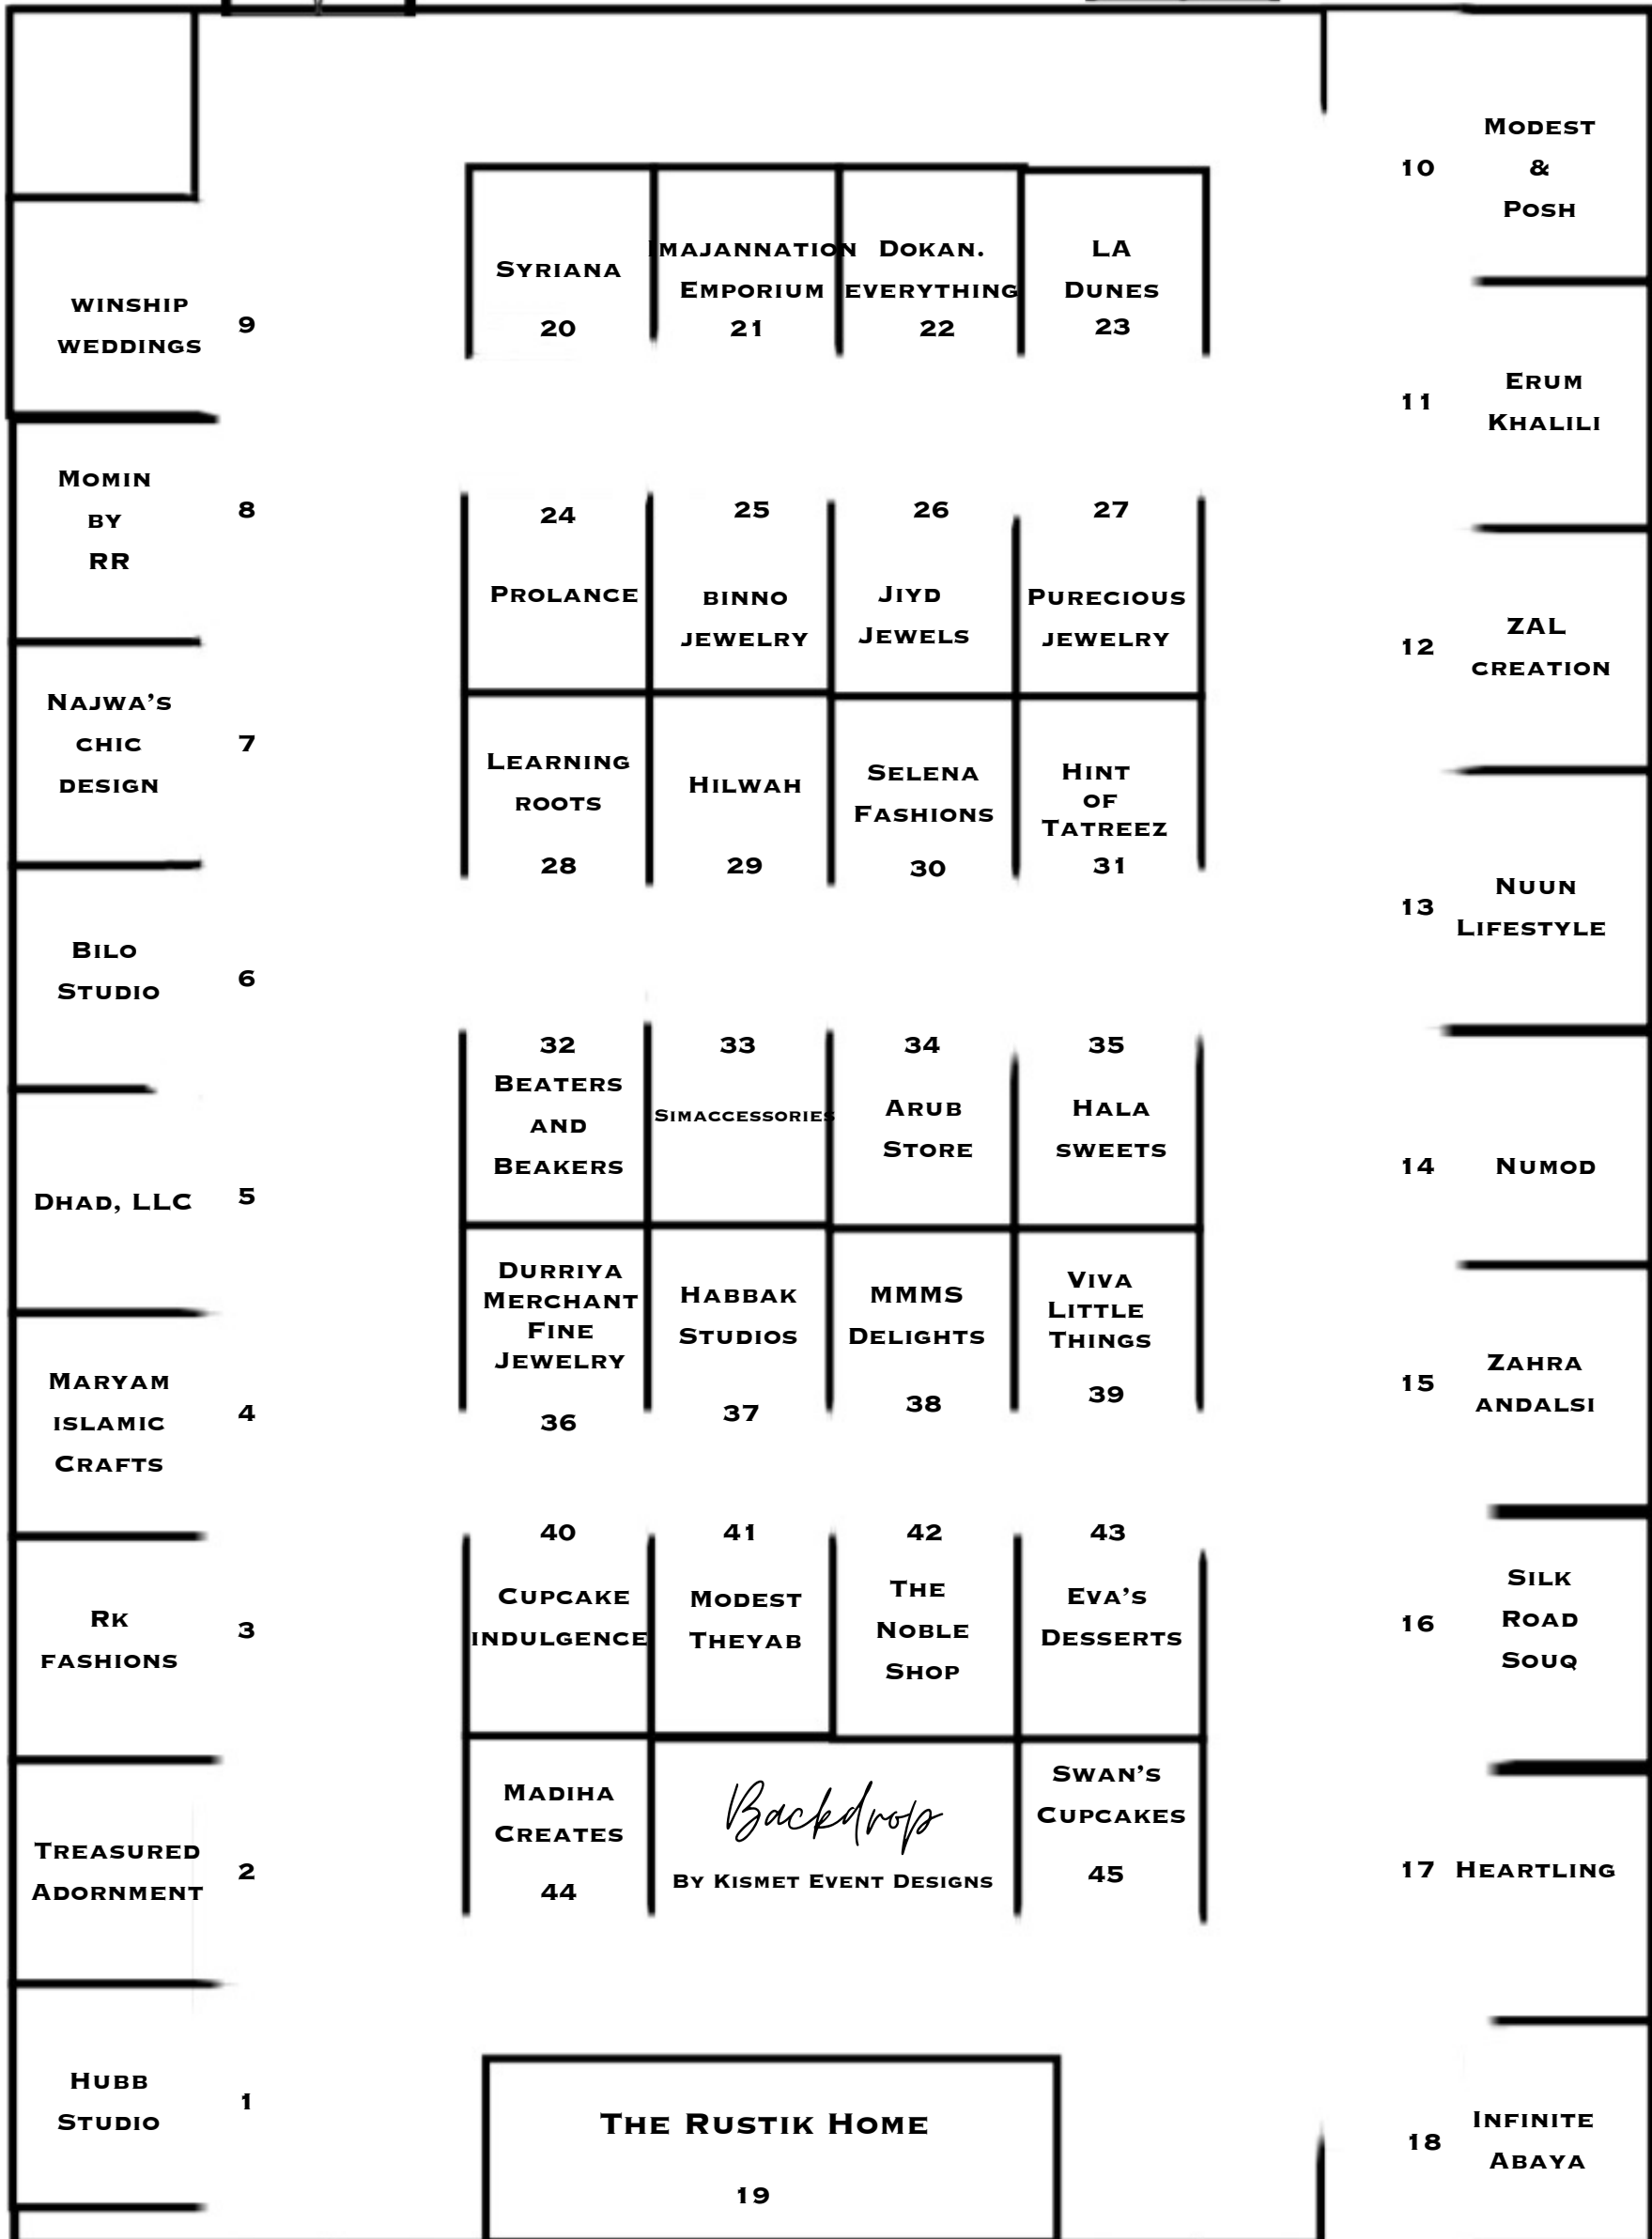 Modest
10 &
Posh
Syriana
20
Imajannation
Emporium
21
Dokan.
everything
22
LA
Dunes
23
winship
weddings
9
Erum
Khalili
11
Momin
by
RR
8
24
Prolance
25
binno
jewelry
26
Jiyd
Jewels
27
Purecious
jewelry
ZAL
creation
12
Najwa's
chic
design
7
Learning
roots
28
Hilwah
29
Selena
Fashions
30
Hint
of
Tatreez
31
Nuun
Lifestyle
13
Bilo
Studio
6
32
Beaters
and
Beakers
33
Simaccessories
34
Arub
Store
35
Hala
sweets
14 Numod
Dhad, LLC 5
Durriya
Merchant
Fine
Jewelry
36
Habbak
Studios
37
MMMS
Delights
38
Viva
Little
Things
39
Zahra
andalsi
15
Maryam
islamic
Crafts
4
40
Cupcake
indulgence
41
Modest
Theyab
42
The
Noble
Shop
43
Eva's
Desserts
Silk
Road
Souq
16
Rk
fashions
3
Madiha
Creates
44
Backdrop
By Kismet Event Designs
Swan's
Cupcakes
45
17 Heartling
Treasured
Adornment
2
Hubb
Studio
1
The Rustik Home
19
Infinite
Abaya
18